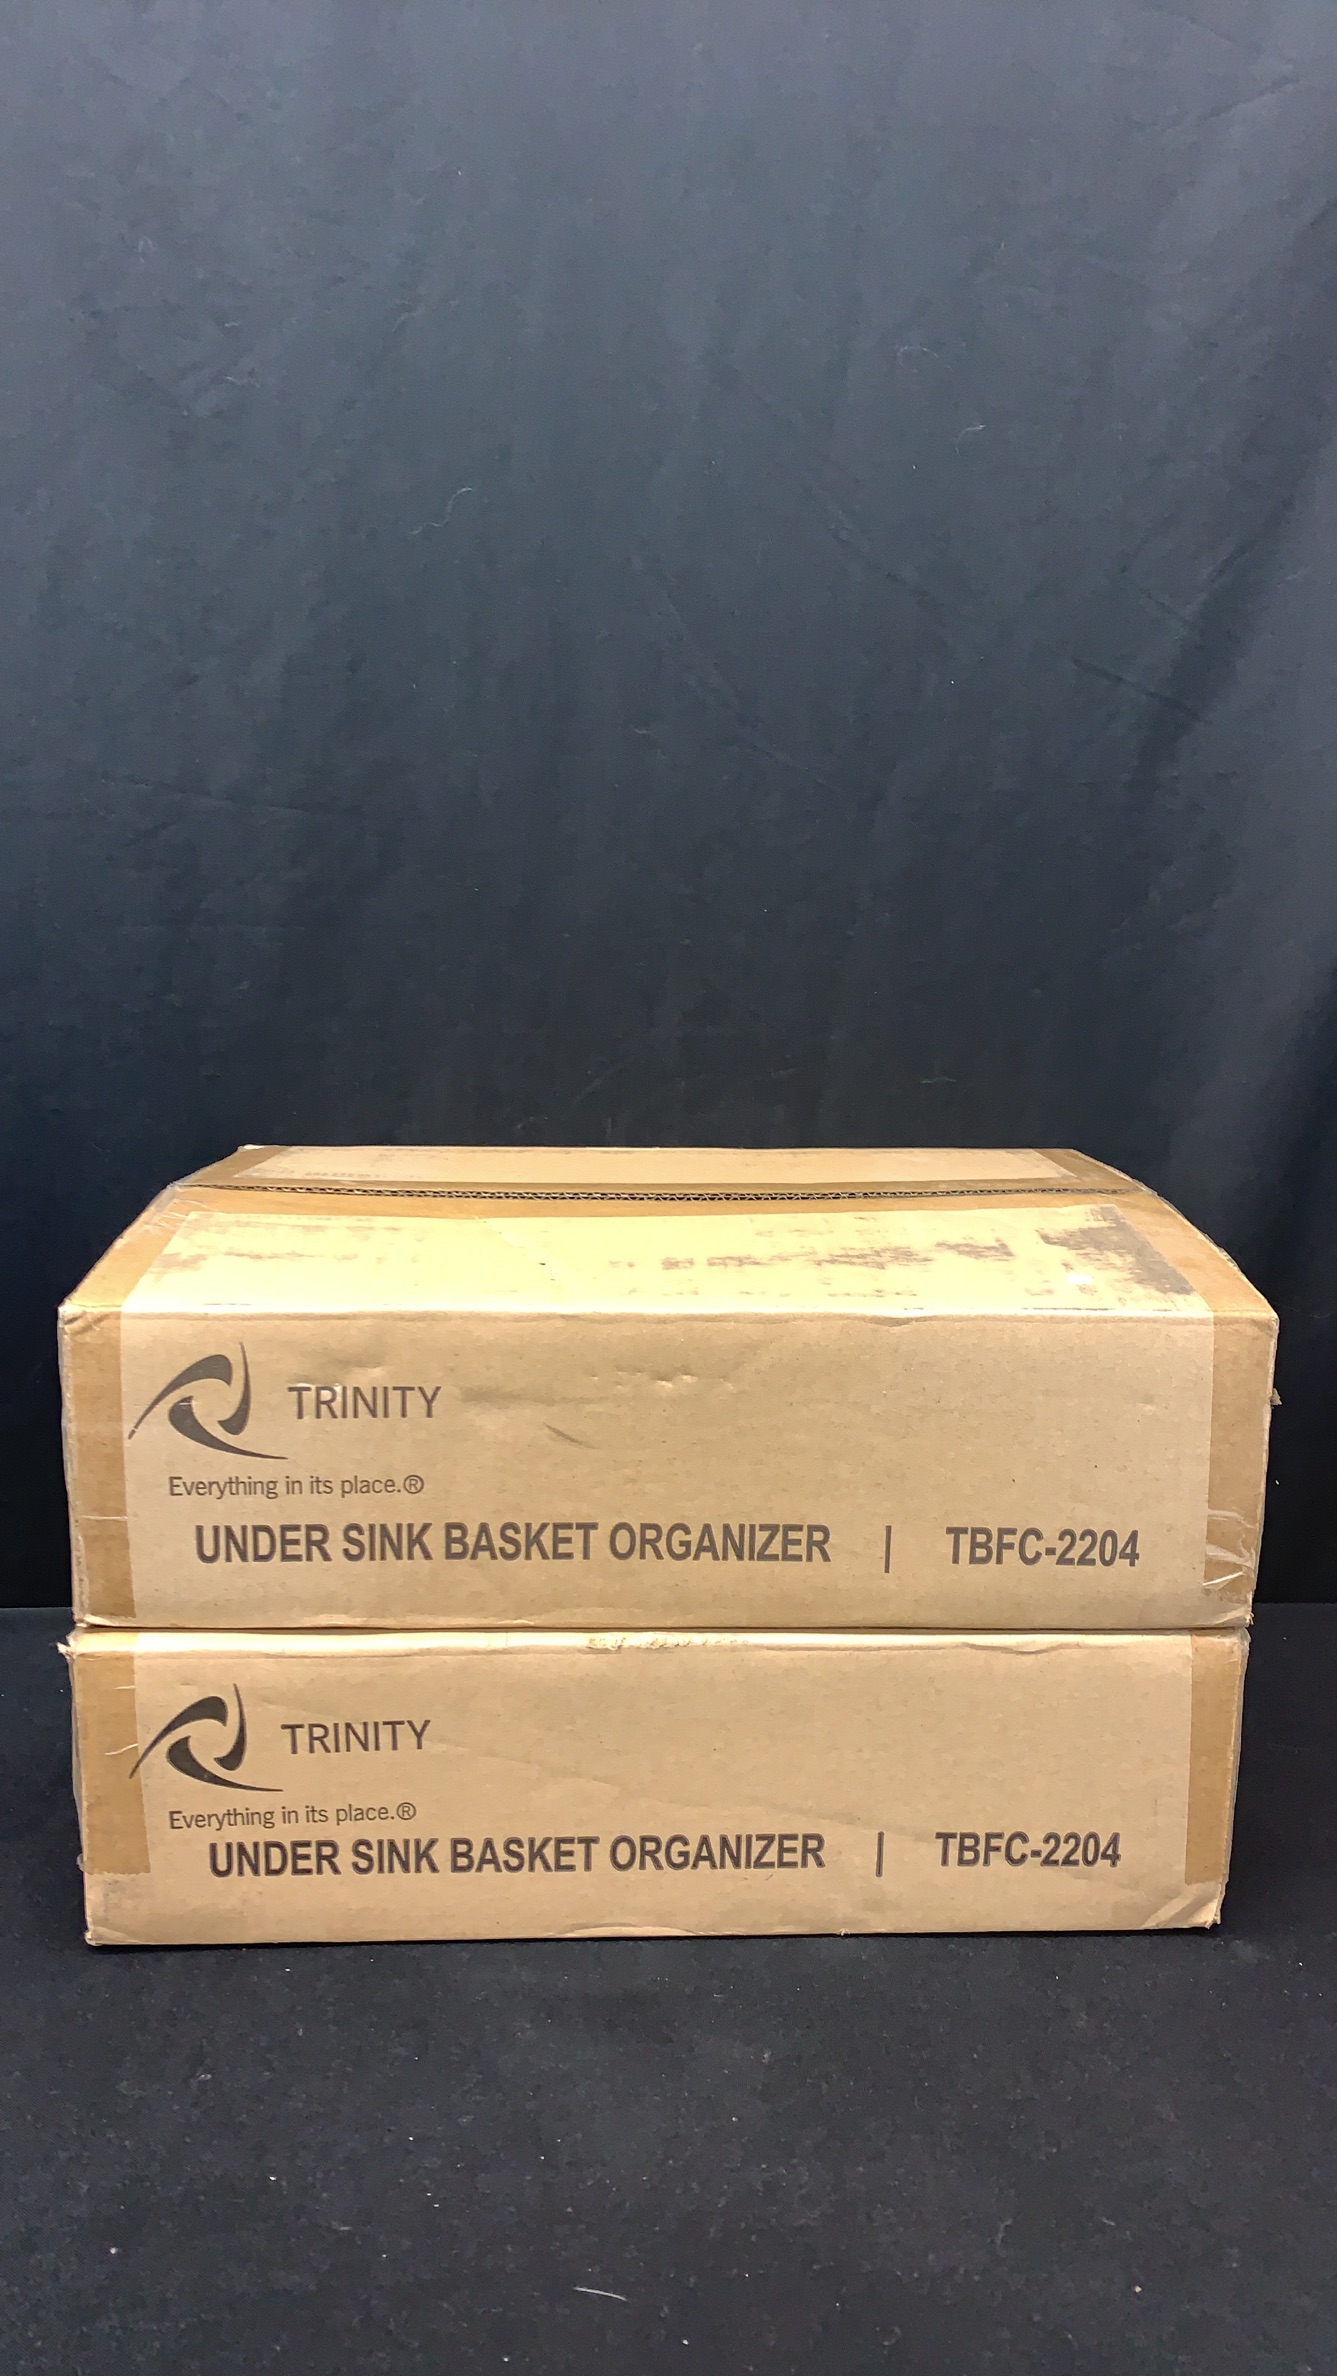 TRINITY
Everything in its place.®
UNDER SINK BASKET ORGANIZER | TBFC-2204
TRINITY
Everything in its place.®
UNDER SINK BASKET ORGANIZER | TBFC-2204